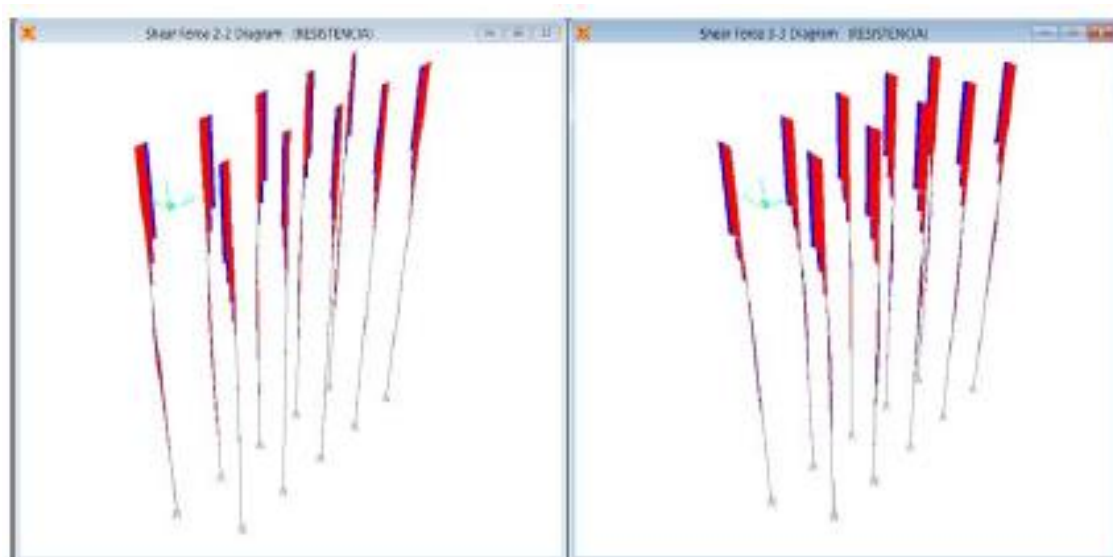 Shear Force 2-2 Diagram (RESISTENCIA)
Shear Force 3-3 Diagram (RESISTENCIA)